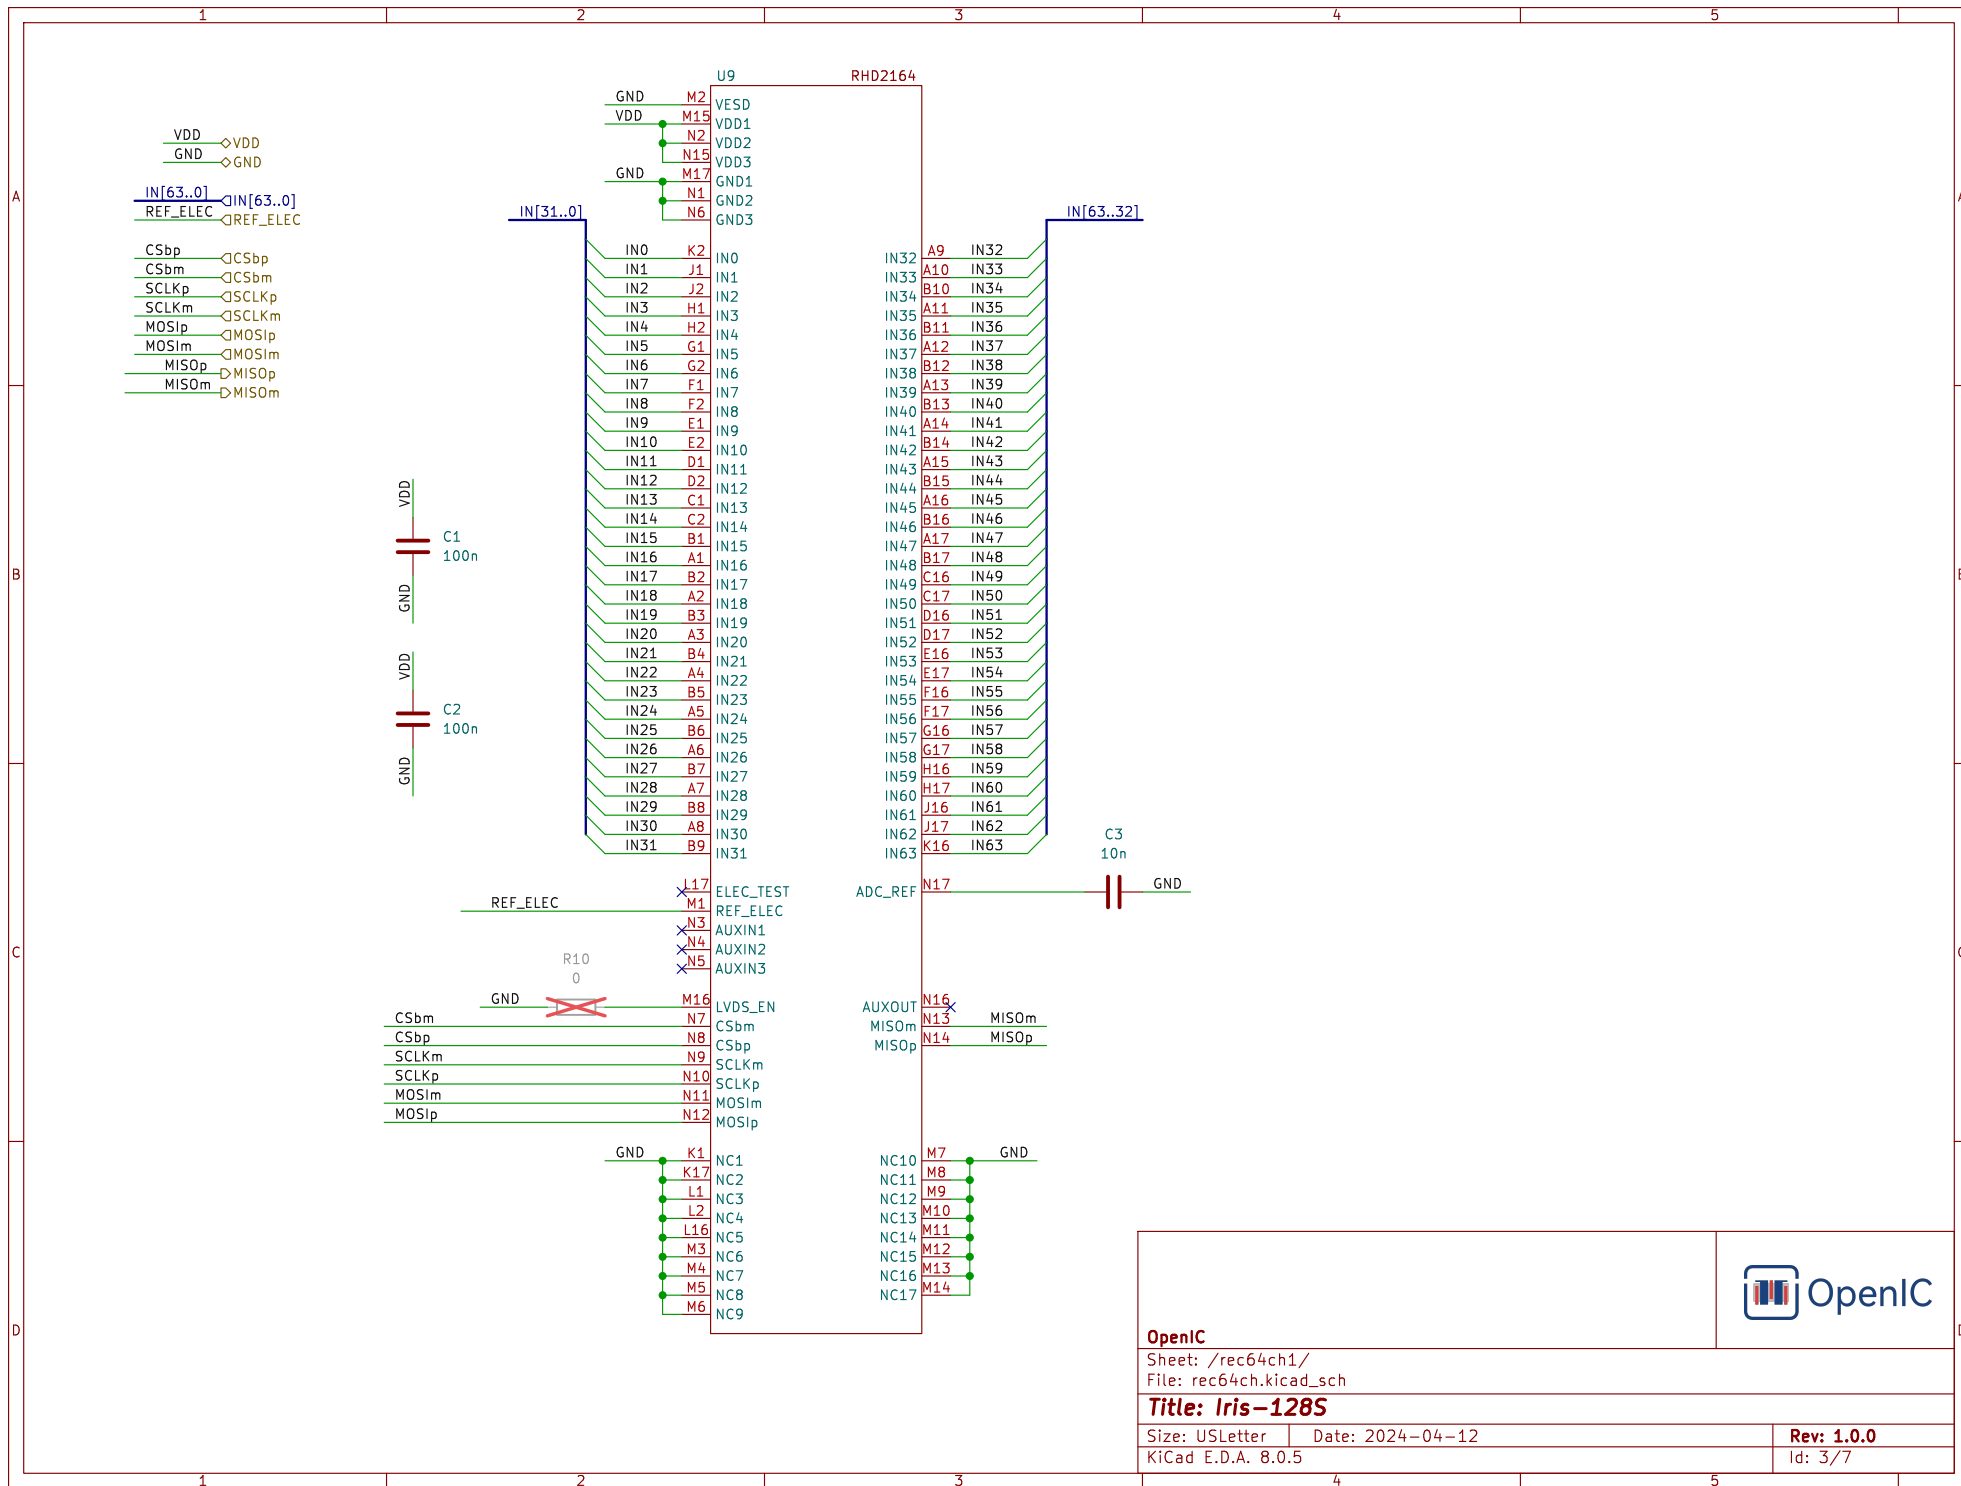 1 2 3 4 5
U9 RHD2164
GND M2 VESD
VDD M15 VDD1
N2 VDD2
N15 VDD3
GND M17 GND1
N1 GND2
N6 GND3
VDD VDD
GND GND
IN[63..0] IN[63..0]
REF_ELEC REF_ELEC
CSbp CSbp
CSbm CSbm
SCLKp SCLKp
SCLKm SCLKm
MOSIp MOSIp
MOSIm MOSIm
MISOp MISOp
MISOm MISOm
A
IN[31..0] IN[63..32]
IN0 K2 IN0 IN32 A9 IN32
IN1 J1 IN1 IN33 A10 IN33
IN2 J2 IN2 IN34 B10 IN34
IN3 H1 IN3 IN35 A11 IN35
IN4 H2 IN4 IN36 B11 IN36
IN5 G1 IN5 IN37 A12 IN37
IN6 G2 IN6 IN38 B12 IN38
IN7 F1 IN7 IN39 A13 IN39
IN8 F2 IN8 IN40 B13 IN40
IN9 E1 IN9 IN41 A14 IN41
IN10 E2 IN10 IN42 B14 IN42
IN11 D1 IN11 IN43 A15 IN43
IN12 D2 IN12 IN44 B15 IN44
IN13 C1 IN13 IN45 A16 IN45
IN14 C2 IN14 IN46 B16 IN46
IN15 B1 IN15 IN47 A17 IN47
IN16 A1 IN16 IN48 B17 IN48
IN17 B2 IN17 IN49 C16 IN49
IN18 A2 IN18 IN50 C17 IN50
IN19 B3 IN19 IN51 D16 IN51
IN20 A3 IN20 IN52 D17 IN52
IN21 B4 IN21 IN53 E16 IN53
IN22 A4 IN22 IN54 E17 IN54
IN23 B5 IN23 IN55 F16 IN55
IN24 A5 IN24 IN56 F17 IN56
IN25 B6 IN25 IN57 G16 IN57
IN26 A6 IN26 IN58 G17 IN58
IN27 B7 IN27 IN59 H16 IN59
IN28 A7 IN28 IN60 H17 IN60
IN29 B8 IN29 IN61 J16 IN61
IN30 A8 IN30 IN62 J17 IN62
IN31 B9 IN31 IN63 K16 IN63
VDD
C1
100n
GND
B
VDD
C2
100n
GND
C3
10n
L17 ELEC_TEST ADC_REF N17 GND
REF_ELEC M1 REF_ELEC
N3 AUXIN1
N4 AUXIN2
N5 AUXIN3
C
R10
0
GND M16 LVDS_EN AUXOUT N16
CSbm N7 CSbm MISOm N13 MISOm
CSbp N8 CSbp MISOp N14 MISOp
SCLKm N9 SCLKm
SCLKp N10 SCLKp
MOSIm N11 MOSIm
MOSIp N12 MOSIp
GND K1 NC1 NC10 M7 GND
K17 NC2 NC11 M8
L1 NC3 NC12 M9
L2 NC4 NC13 M10
L16 NC5 NC14 M11
M3 NC6 NC15 M12
M4 NC7 NC16 M13
M5 NC8 NC17 M14
M6 NC9
D
OpenIC
OpenIC
Sheet: /rec64ch1/
File: rec64ch.kicad_sch
Title: Iris-128S
Size: USLetter Date: 2024-04-12 Rev: 1.0.0
KiCad E.D.A. 8.0.5 Id: 3/7
1 2 3 4 5